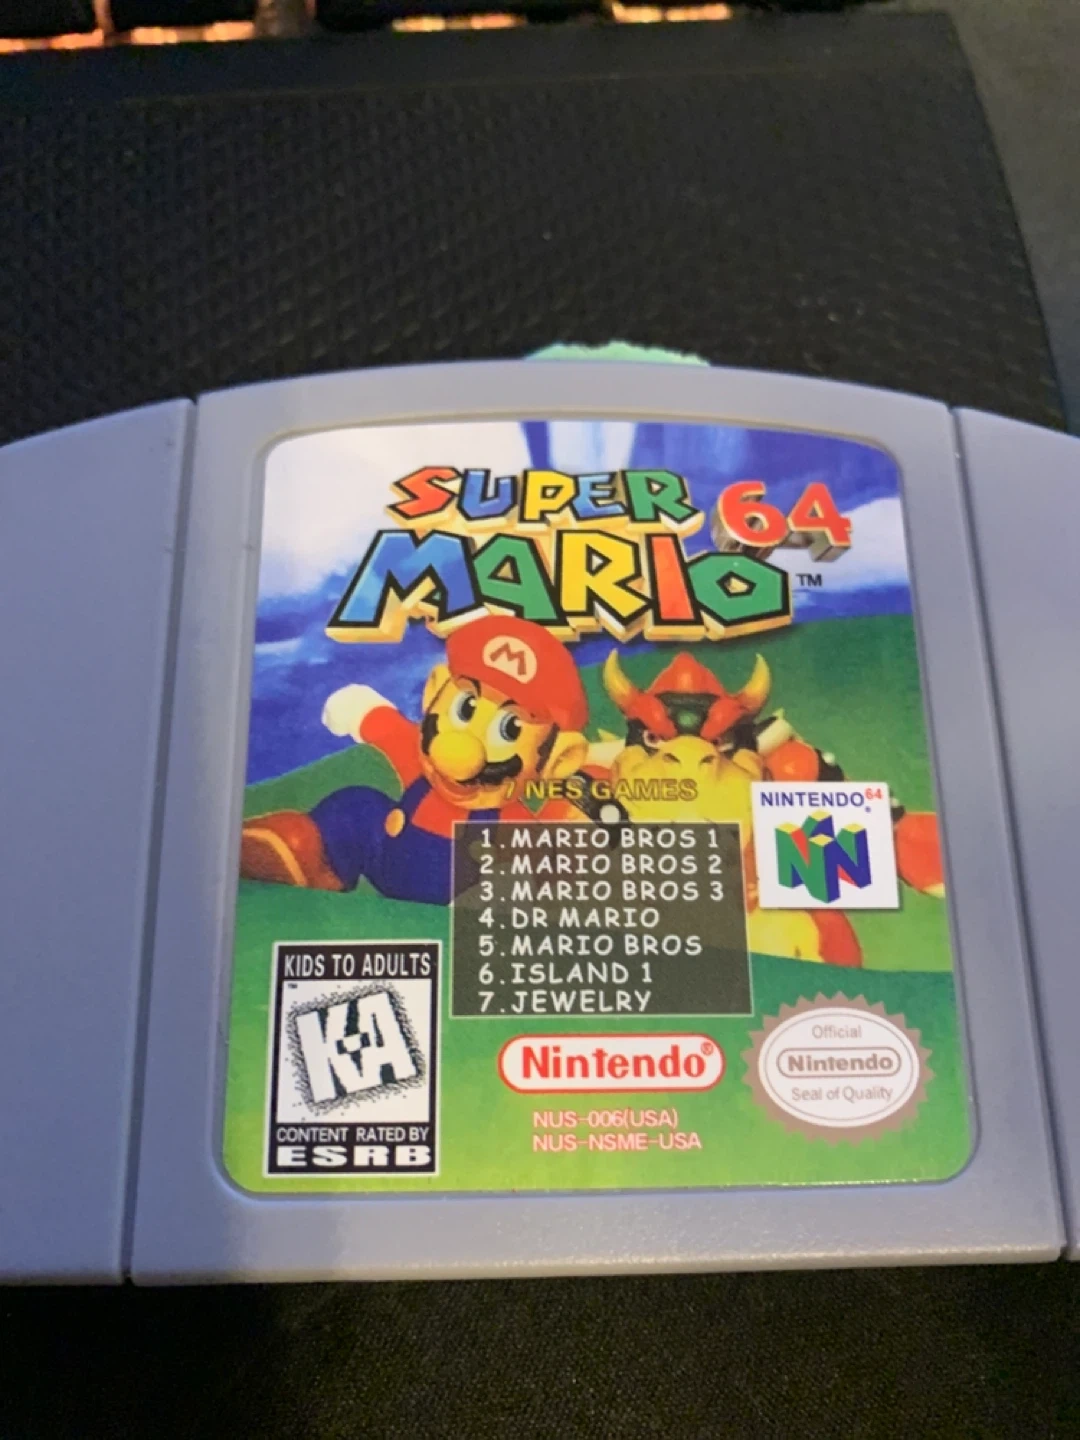 SUPER
MARIO 64 ™
M
7 NES GAMES
1.MARIO BROS 1
2.MARIO BROS 2
3.MARIO BROS 3
4.DR MARIO
5.MARIO BROS
6.ISLAND 1
7.JEWELRY
NINTENDO64®
N
KIDS TO ADULTS
™
K-A
CONTENT RATED BY
ESRB
Nintendo®
NUS-006(USA)
NUS-NSME-USA
Official
Nintendo
Seal of Quality